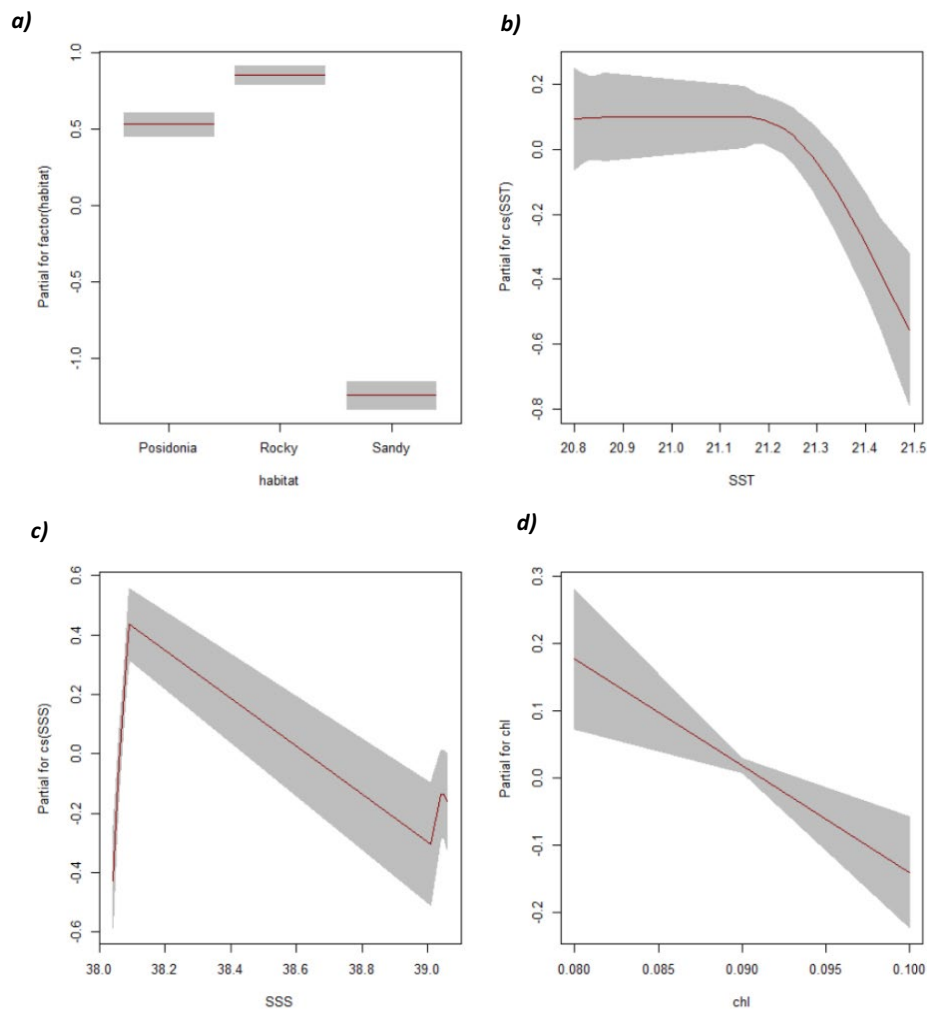 a)
1.0
0.5
0.0
-0.5
-1.0
Partial for factor(habitat)
Posidonia Rocky Sandy
habitat
b)
0.2
0.0
-0.2
-0.4
-0.6
-0.8
Partial for cs(SST)
20.8 20.9 21.0 21.1 21.2 21.3 21.4 21.5
SST
c)
0.6
0.4
0.2
0.0
-0.2
-0.4
-0.6
Partial for cs(SSS)
38.0 38.2 38.4 38.6 38.8 39.0
SSS
d)
0.3
0.2
0.1
0.0
-0.1
-0.2
Partial for chl
0.080 0.085 0.090 0.095 0.100
chl